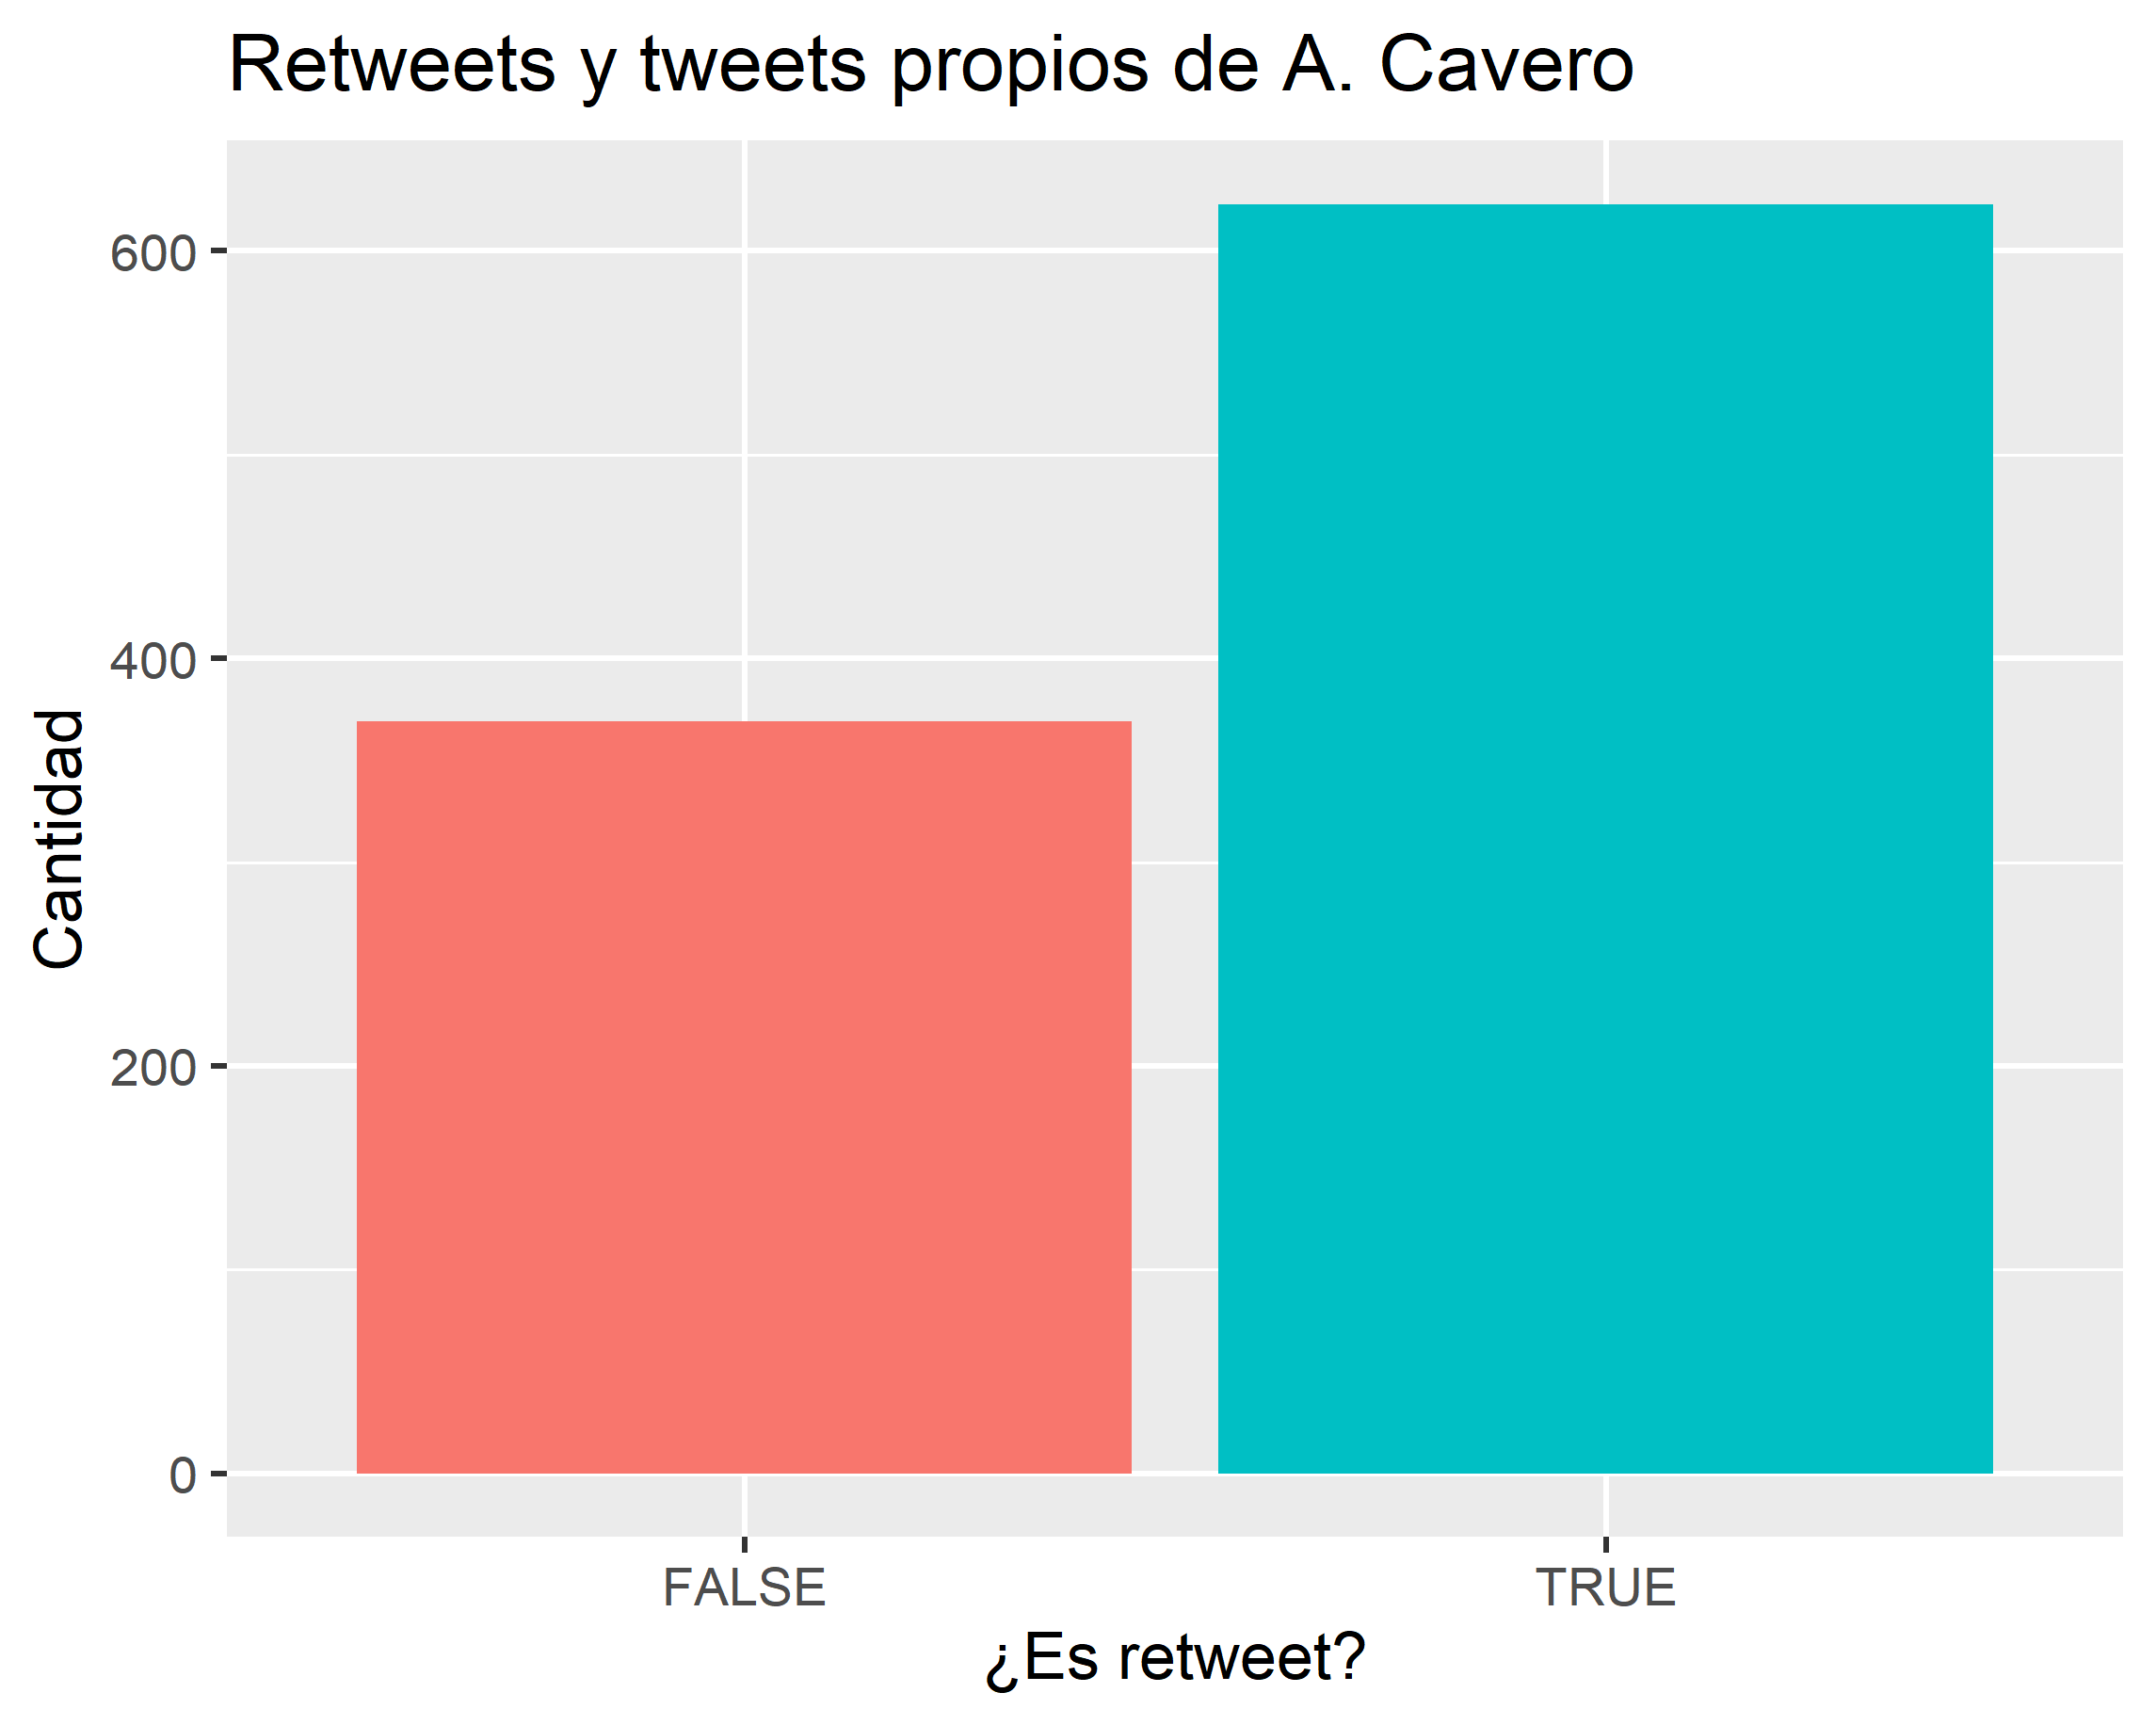 Retweets y tweets propios de A. Cavero
600
400
200
0
Cantidad
FALSE TRUE
¿Es retweet?